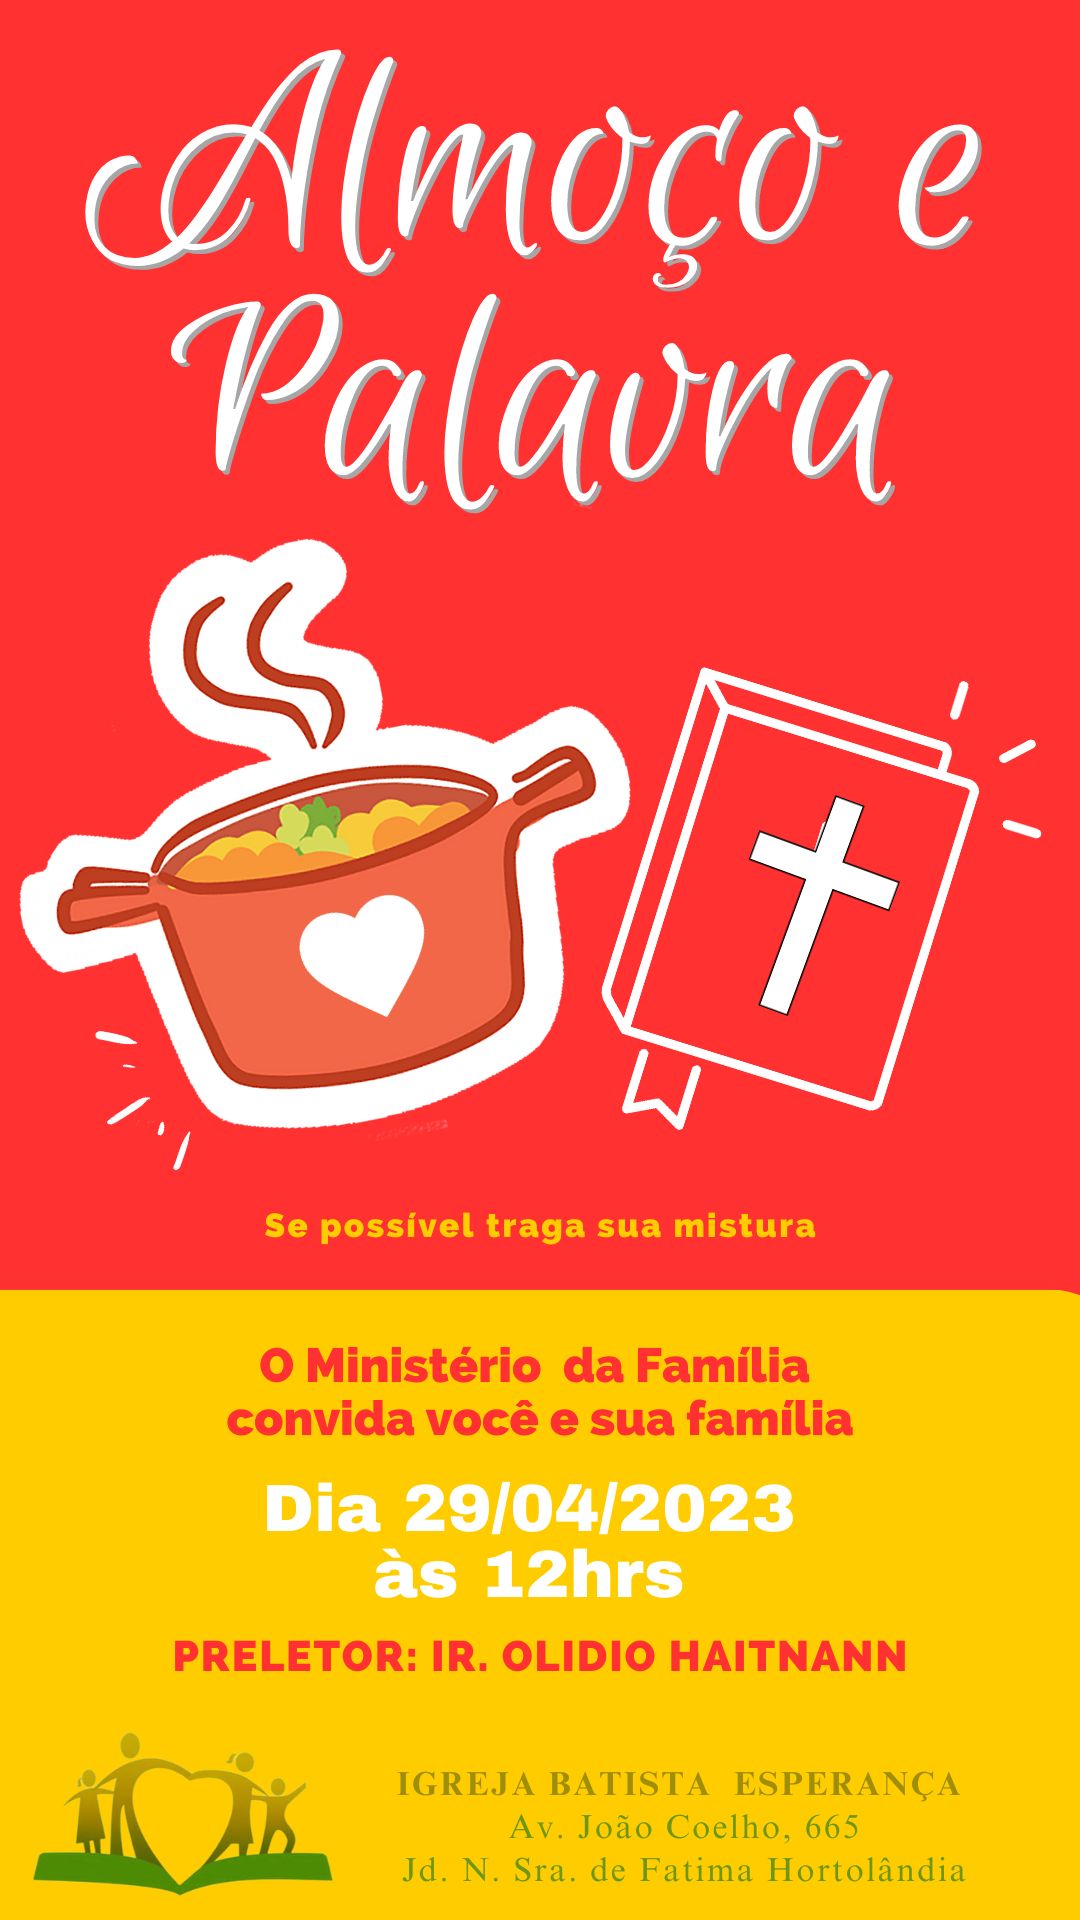 Almoço e
Palavra
Se possível traga sua mistura
O Ministério da Família
convida você e sua família
Dia 29/04/2023
às 12hrs
PRELETOR: IR. OLIDIO HAITNANN
IGREJA BATISTA ESPERANÇA
Av. João Coelho, 665
Jd. N. Sra. de Fatima Hortolândia